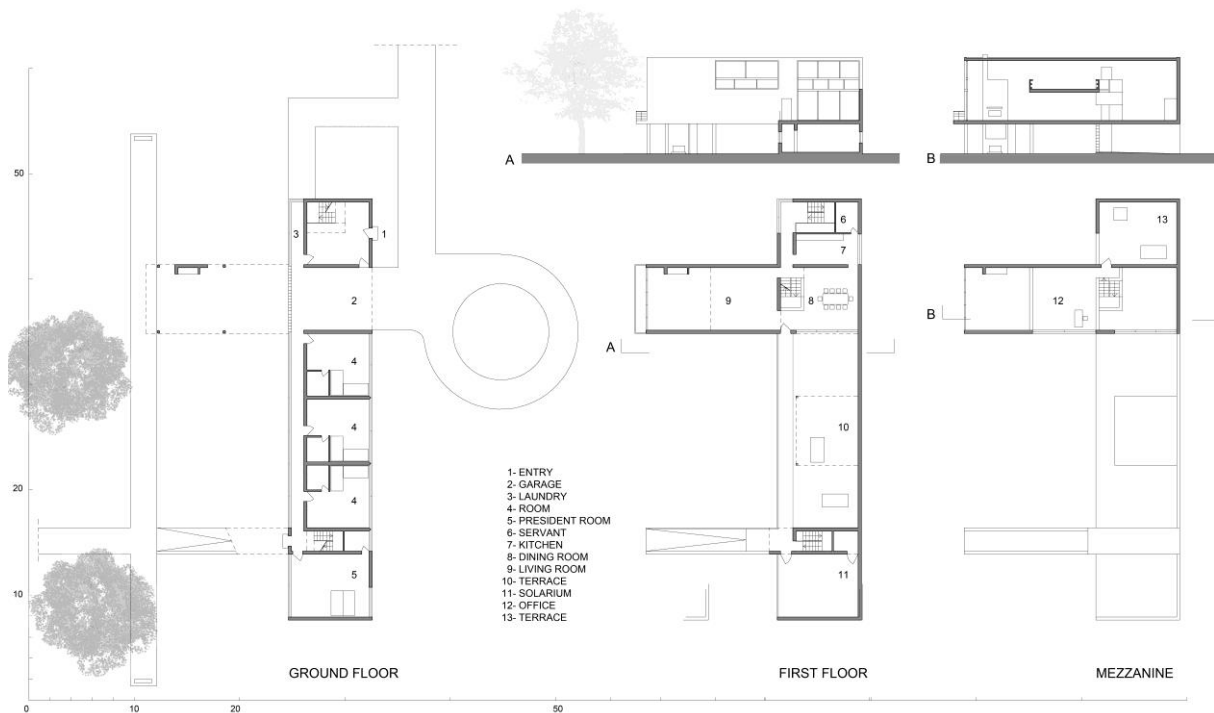 A
B
50
20
10
0
10
20
50
3
1
2
4
4
4
5
GROUND FLOOR
1- ENTRY
2- GARAGE
3- LAUNDRY
4- ROOM
5- PRESIDENT ROOM
6- SERVANT
7- KITCHEN
8- DINING ROOM
9- LIVING ROOM
10- TERRACE
11- SOLARIUM
12- OFFICE
13- TERRACE
6
7
9
8
A
10
11
FIRST FLOOR
13
12
B
MEZZANINE